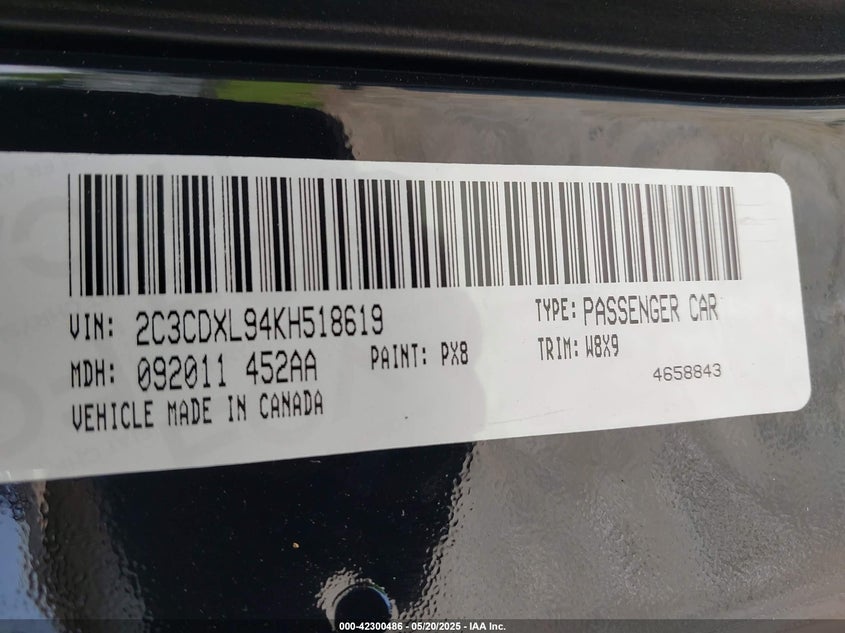 VIN: 2C3CDXL94KH518619 TYPE: PASSENGER CAR
MDH: 092011 452AA PAINT: PX8 TRIM: W8X9
VEHICLE MADE IN CANADA 4658843
000-42300486 - 05/20/2025 - IAA Inc.